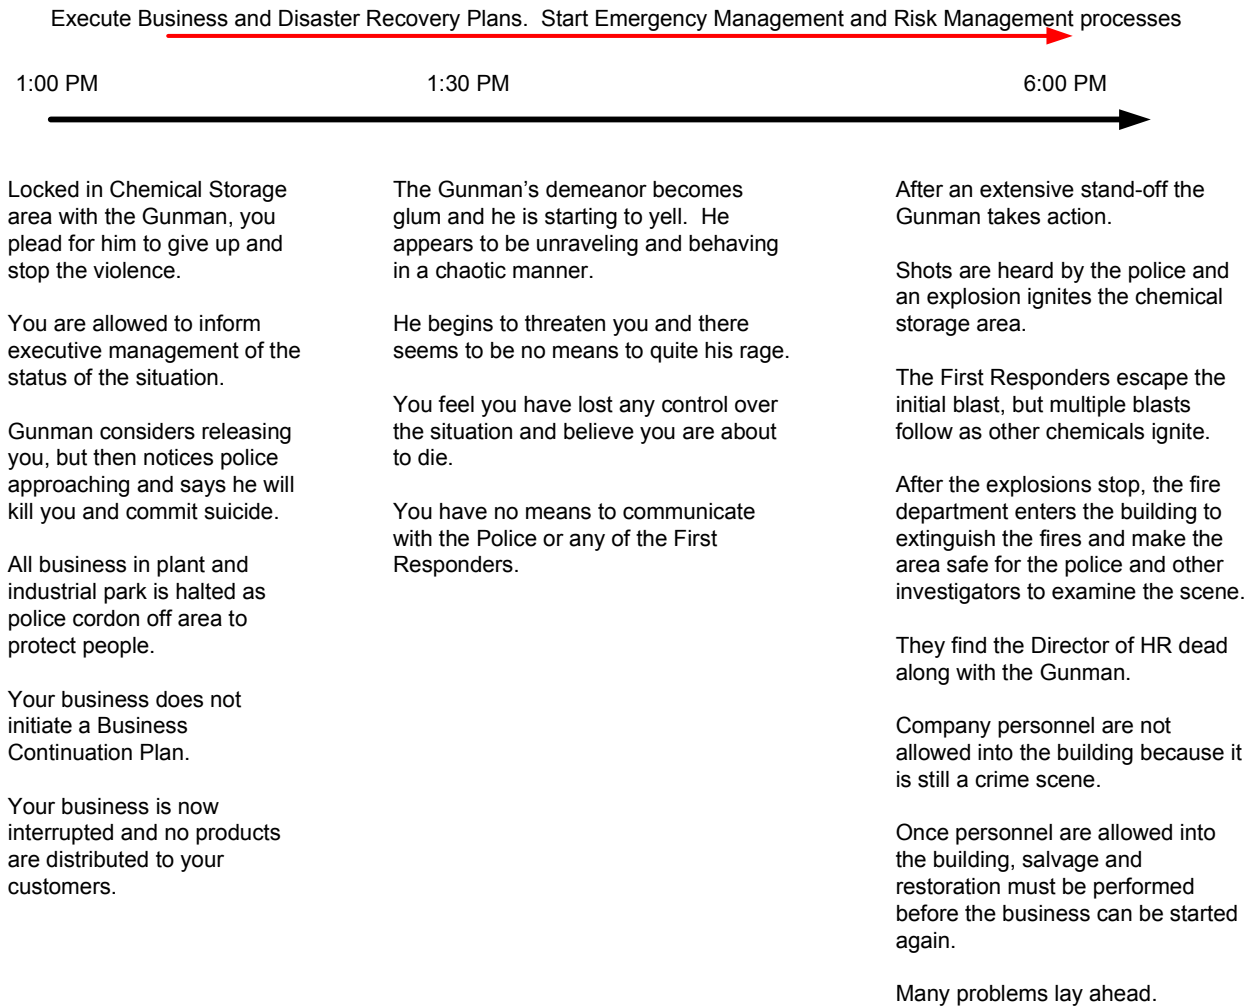 Execute Business and Disaster Recovery Plans.  Start Emergency Management and Risk Management processes
1:00 PM
1:30 PM
6:00 PM
Locked in Chemical Storage
area with the Gunman, you
plead for him to give up and
stop the violence.
You are allowed to inform
executive management of the
status of the situation.
Gunman considers releasing
you, but then notices police
approaching and says he will
kill you and commit suicide.
All business in plant and
industrial park is halted as
police cordon off area to
protect people.
Your business does not
initiate a Business
Continuation Plan.
Your business is now
interrupted and no products
are distributed to your
customers.
The Gunman's demeanor becomes
glum and he is starting to yell.  He
appears to be unraveling and behaving
in a chaotic manner.
He begins to threaten you and there
seems to be no means to quite his rage.
You feel you have lost any control over
the situation and believe you are about
to die.
You have no means to communicate
with the Police or any of the First
Responders.
After an extensive stand-off the
Gunman takes action.
Shots are heard by the police and
an explosion ignites the chemical
storage area.
The First Responders escape the
initial blast, but multiple blasts
follow as other chemicals ignite.
After the explosions stop, the fire
department enters the building to
extinguish the fires and make the
area safe for the police and other
investigators to examine the scene.
They find the Director of HR dead
along with the Gunman.
Company personnel are not
allowed into the building because it
is still a crime scene.
Once personnel are allowed into
the building, salvage and
restoration must be performed
before the business can be started
again.
Many problems lay ahead.